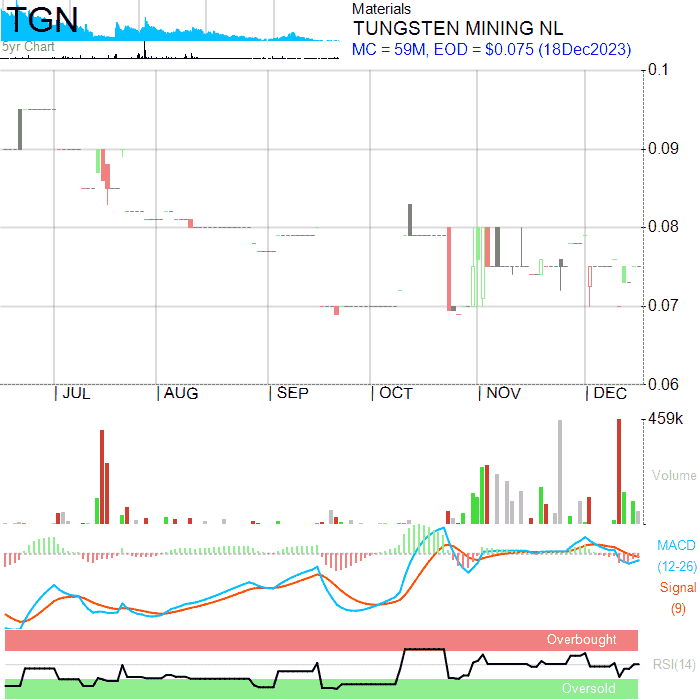 TGN
5yr Chart
Materials
TUNGSTEN MINING NL
MC = 59M, EOD = $0.075 (18Dec2023)
0.1
0.09
0.08
0.07
0.06
JUL AUG SEP OCT NOV DEC
459k
Volume
MACD
(12-26)
Signal
(9)
Overbought
RSI(14)
Oversold